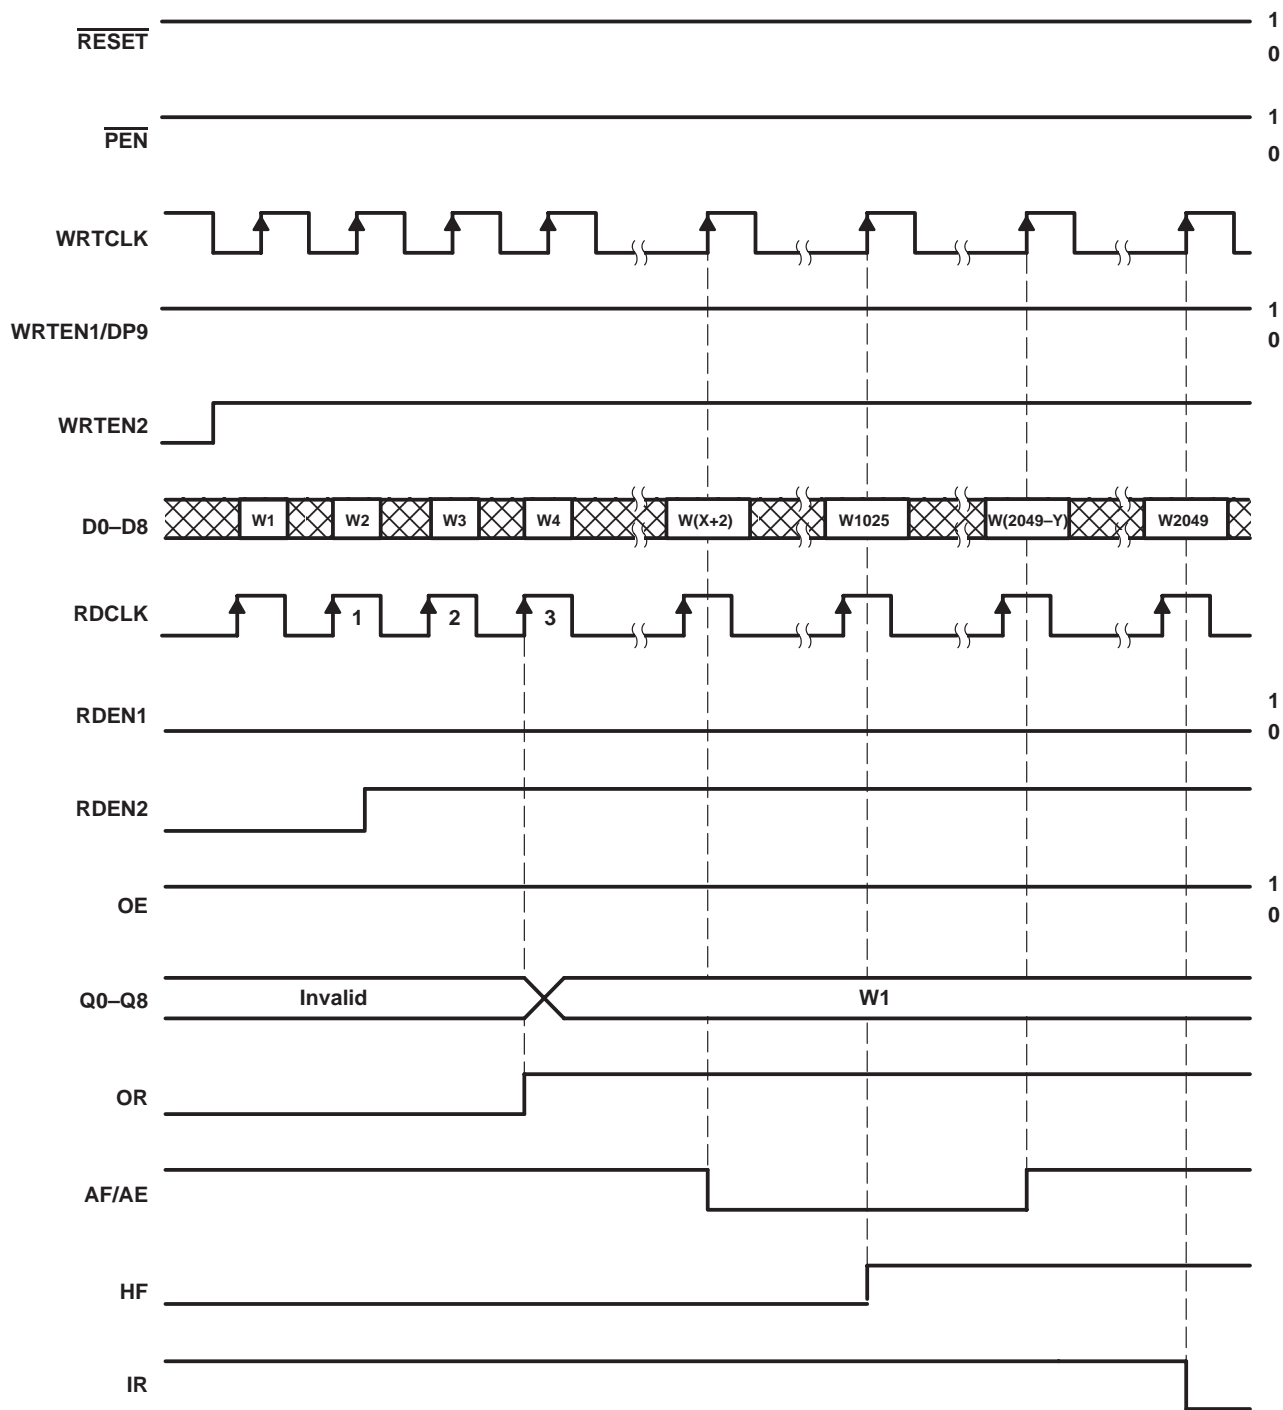 RESET
1
0
PEN
1
0
WRTCLK
WRTEN1/DP9
1
0
WRTEN2
D0–D8
W1
W2
W3
W4
W(X+2)
W1025
W(2049–Y)
W2049
RDCLK
1
2
3
RDEN1
1
0
RDEN2
OE
1
0
Q0–Q8
Invalid
W1
OR
AF/AE
HF
IR